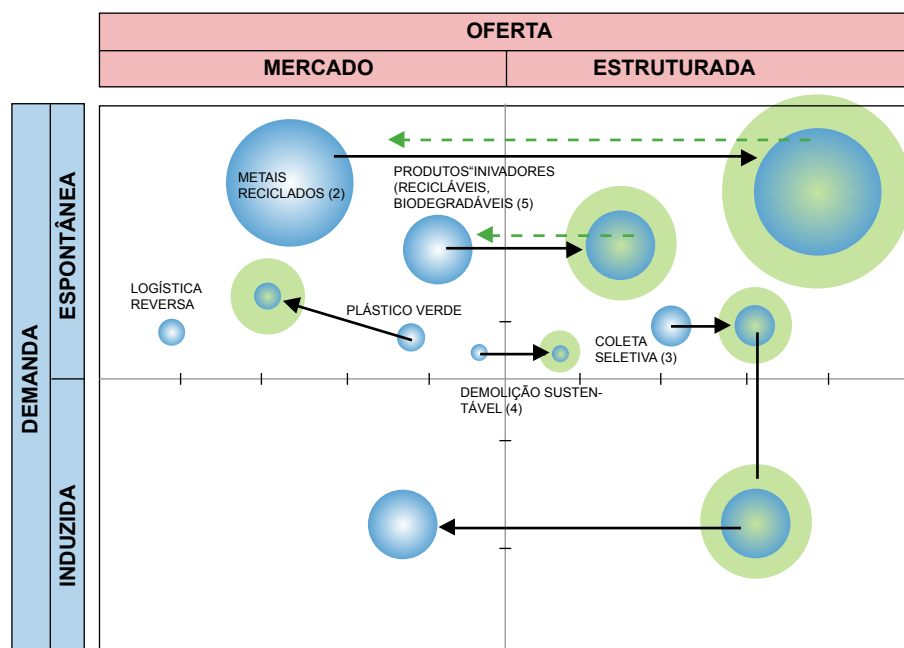 OFERTA
MERCADO
ESTRUTURADA
DEMANDA
ESPONTÂNEA
INDUZIDA
METAIS
RECICLADOS (2)
PRODUTOS“INIVADORES
(RECICLÁVEIS,
BIODEGRADÁVEIS (5)
LOGÍSTICA
REVERSA
PLÁSTICO VERDE
COLETA
SELETIVA (3)
DEMOLIÇÃO SUSTEN-
TÁVEL (4)